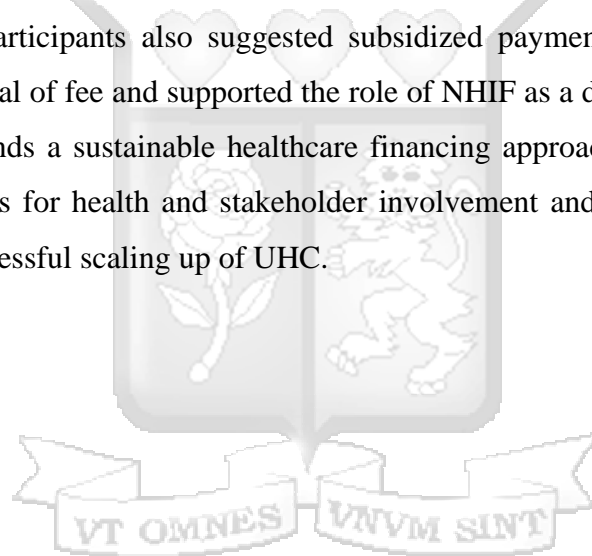 articipants also suggested subsidized paymen
al of fee and supported the role of NHIF as a d
nds a sustainable healthcare financing approac
s for health and stakeholder involvement and
essful scaling up of UHC.
VT OMNES VNVM SINT